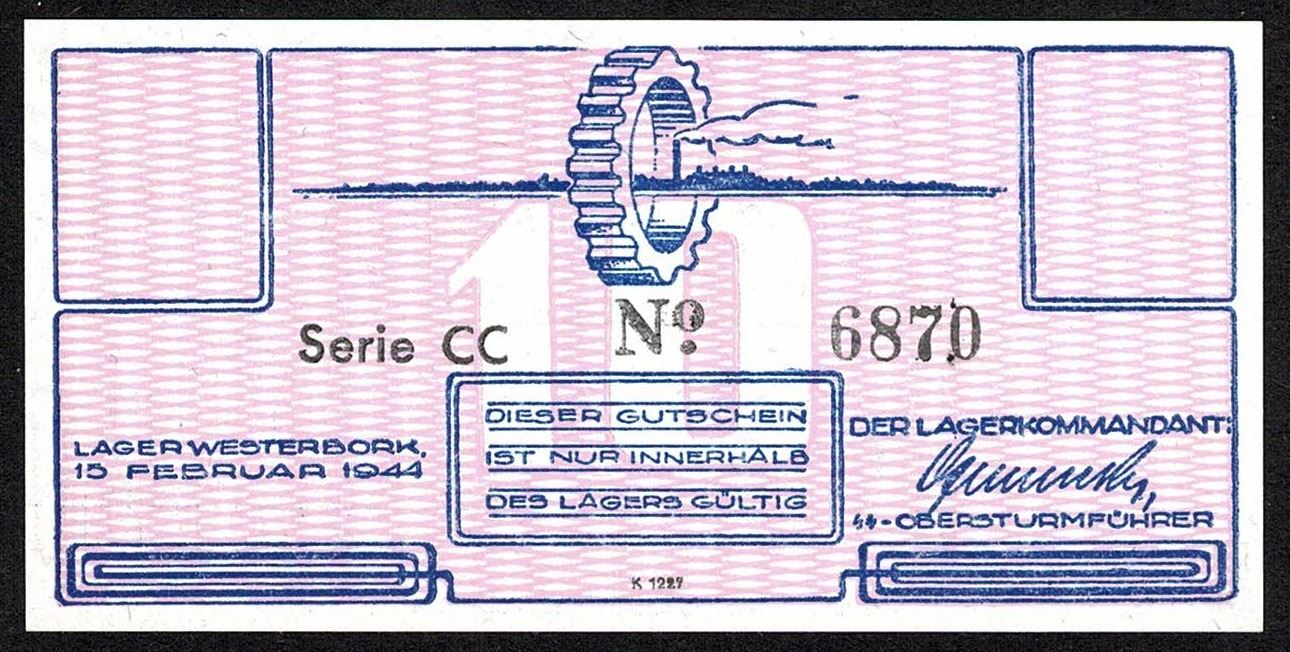 10
Serie CC Nº 6870
LAGER WESTERBORK,
15 FEBRUAR 1944
DIESER GUTSCHEIN
IST NUR INNERHALB
DES LAGERS GÜLTIG
DER LAGERKOMMANDANT:
SS-OBERSTURMFÜHRER
K 1227